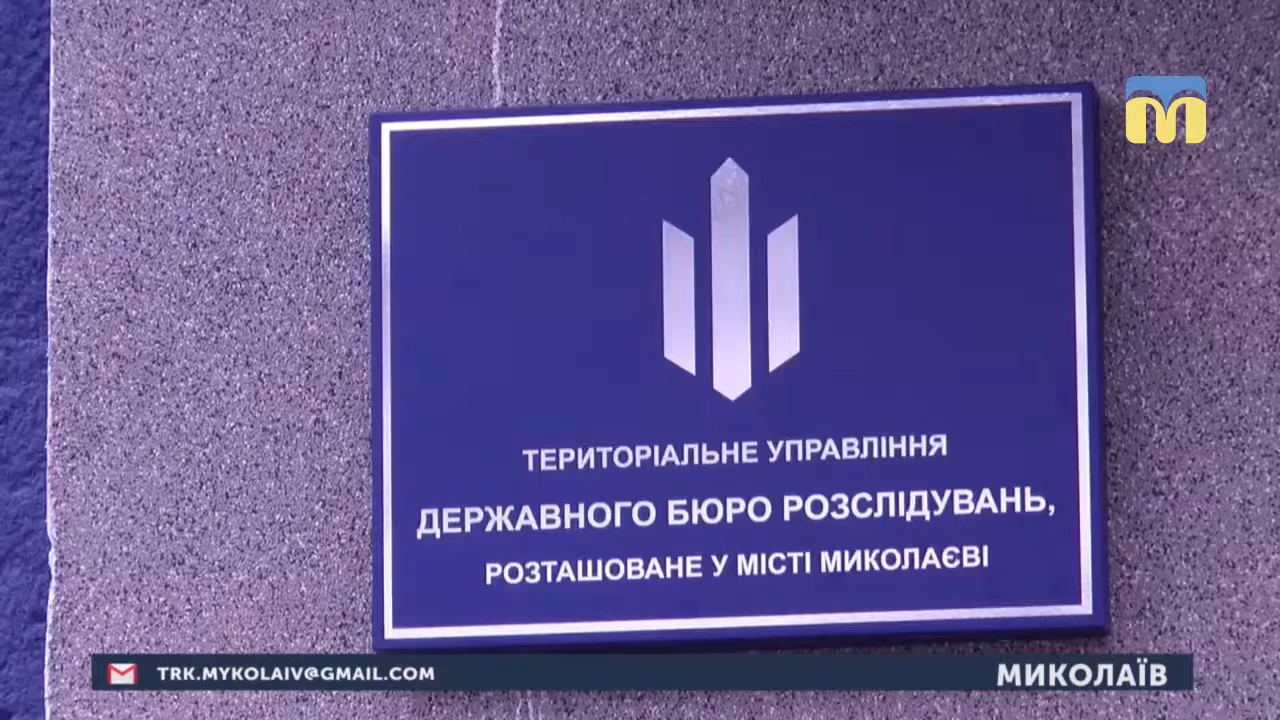 ТЕРИТОРІАЛЬНЕ УПРАВЛІННЯ
ДЕРЖАВНОГО БЮРО РОЗСЛІДУВАНЬ,
РОЗТАШОВАНЕ У МІСТІ МИКОЛАЄВІ
TRK.MYKOLAIV@GMAIL.COM
МИКОЛАЇВ